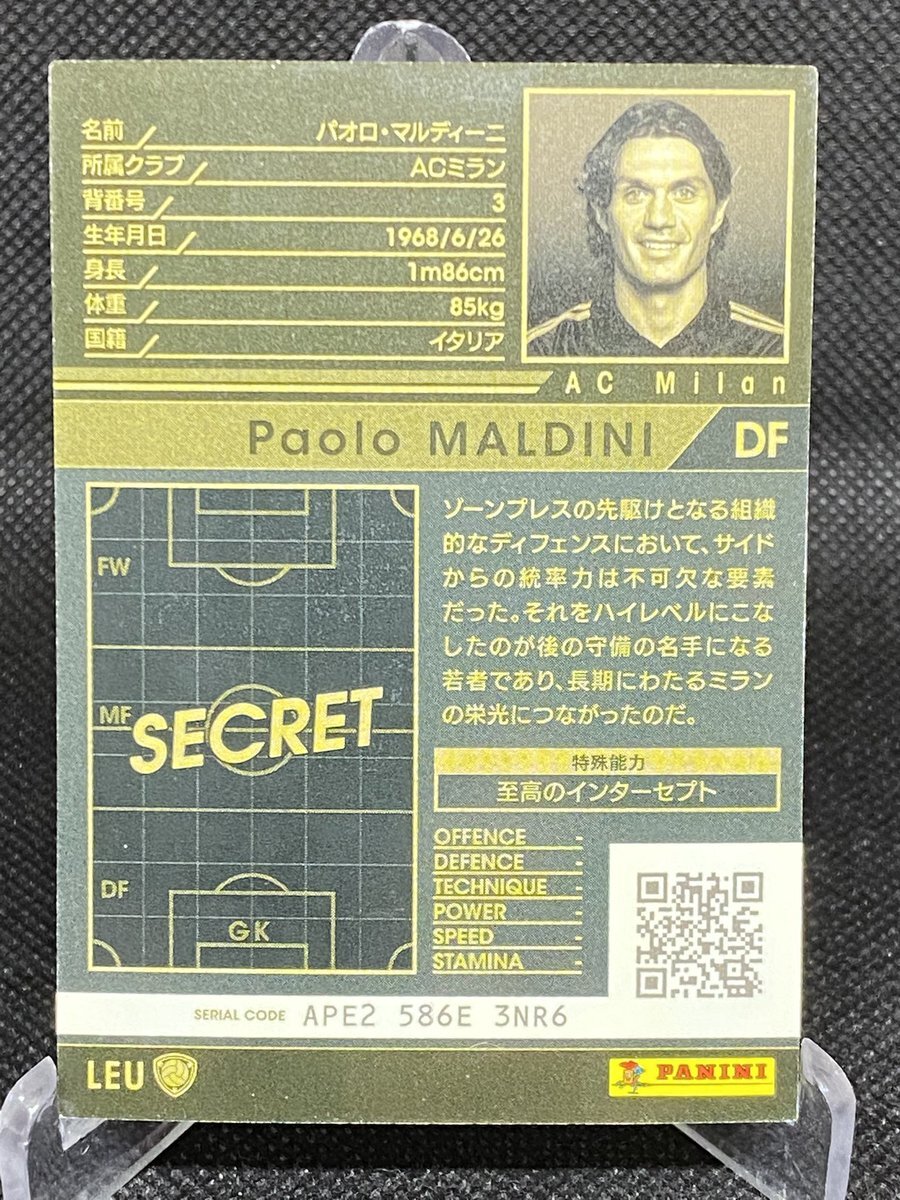 名前 パオロ・マルディーニ
所属クラブ ACミラン
背番号 3
生年月日 1968/6/26
身長 1m86cm
体重 85kg
国籍 イタリア
AC Milan
Paolo MALDINI DF
FW
MF
SECRET
DF
GK
ゾーンプレスの先駆けとなる組織
的なディフェンスにおいて、サイド
からの統率力は不可欠な要素
だった。それをハイレベルにこな
したのが後の守備の名手になる
若者であり、長期にわたるミラン
の栄光につながったのだ。
特殊能力
至高のインターセプト
OFFENCE -
DEFENCE -
TECHNIQUE -
POWER -
SPEED -
STAMINA -
SERIAL CODE APE2 586E 3NR6
LEU
PANINI